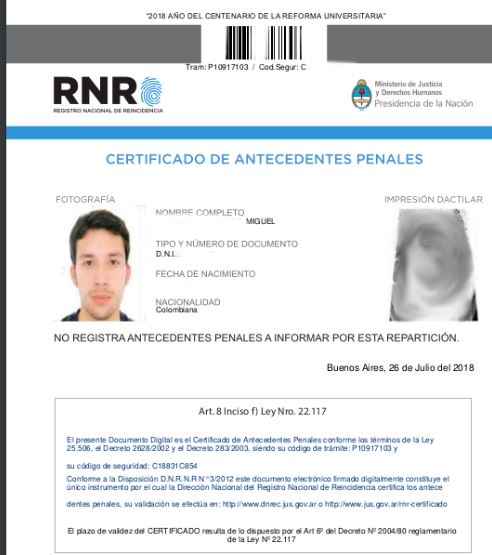 "2018 AÑO DEL CENTENARIO DE LA REFORMA UNIVERSITARIA"
Tram: P10917103 / Cod.Segur: C
RNR
REGISTRO NACIONAL DE REINCIDENCIA
Ministerio de Justicia
y Derechos Humanos
Presidencia de la Nación
CERTIFICADO DE ANTECEDENTES PENALES
FOTOGRAFÍA
IMPRESIÓN DACTILAR
NOMBRE COMPLETO
MIGUEL
TIPO Y NÚMERO DE DOCUMENTO
D.N.I.:
FECHA DE NACIMIENTO
NACIONALIDAD
Colombiana
NO REGISTRA ANTECEDENTES PENALES A INFORMAR POR ESTA REPARTICIÓN.
Buenos Aires, 26 de Julio del 2018
Art. 8 Inciso f) Ley Nro. 22.117
El presente Documento Digital es el Certificado de Antecedentes Penales conforme los términos de la Ley
25.506, el Decreto 2628/2002 y el Decreto 283/2003, siendo su código de trámite: P10917103 y
su código de seguridad: C18831C854
Conforme a la Disposición D.N.R.N.R N°3/2012 este documento electrónico firmado digitalmente constituye el
único instrumento por el cual la Dirección Nacional del Registro Nacional de Reincidencia certifica los antece
dentes penales, su validación se efectúa en: http://www.dnrec.jus.gov.ar o http://www.jus.gov.ar/rnr-certificado
El plazo de validez del CERTIFICADO resulta de lo dispuesto por el Art 6º del Decreto Nº 2004/80 reglamentario
de la Ley Nº 22.117